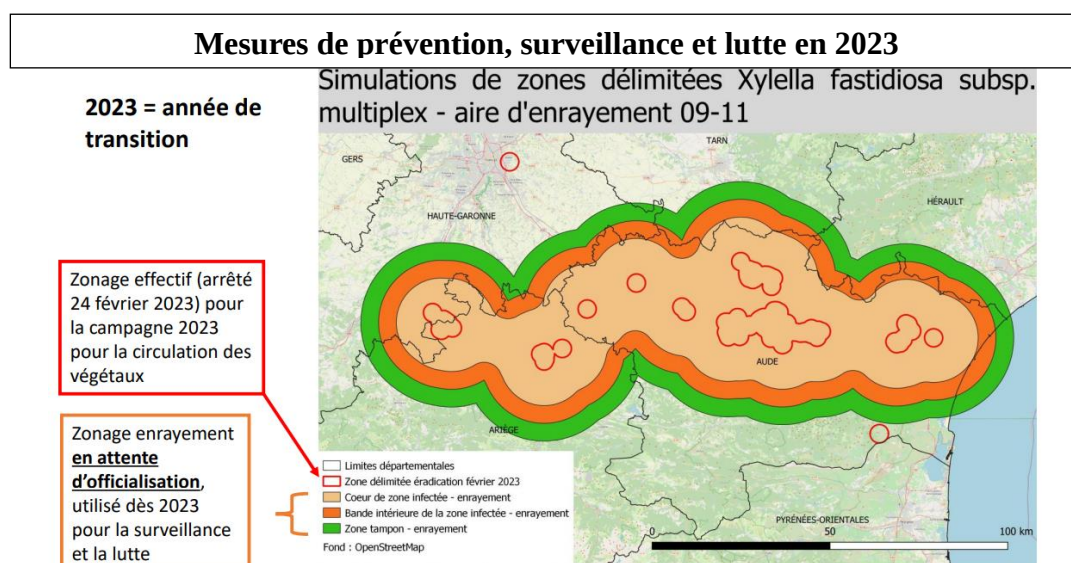 Mesures de prévention, surveillance et lutte en 2023
2023 = année de
transition
Simulations de zones délimitées Xylella fastidiosa subsp.
multiplex - aire d'enrayement 09-11
TARN
GERS
HÉRAULT
HAUTE-GARONNE
Zonage effectif (arrêté
24 février 2023) pour
la campagne 2023
pour la circulation des
végétaux
AUDE
ARIÈGE
Zonage enrayement
en attente
d'officialisation,
utilisé dès 2023
pour la surveillance
et la lutte
Limites départementales
Zone délimitée éradication février 2023
Coeur de zone infectée - enrayement
Bande intérieure de la zone infectée - enrayement
Zone tampon - enrayement
Fond : OpenStreetMap
PYRÉNÉES-ORIENTALES
0 50 100 km